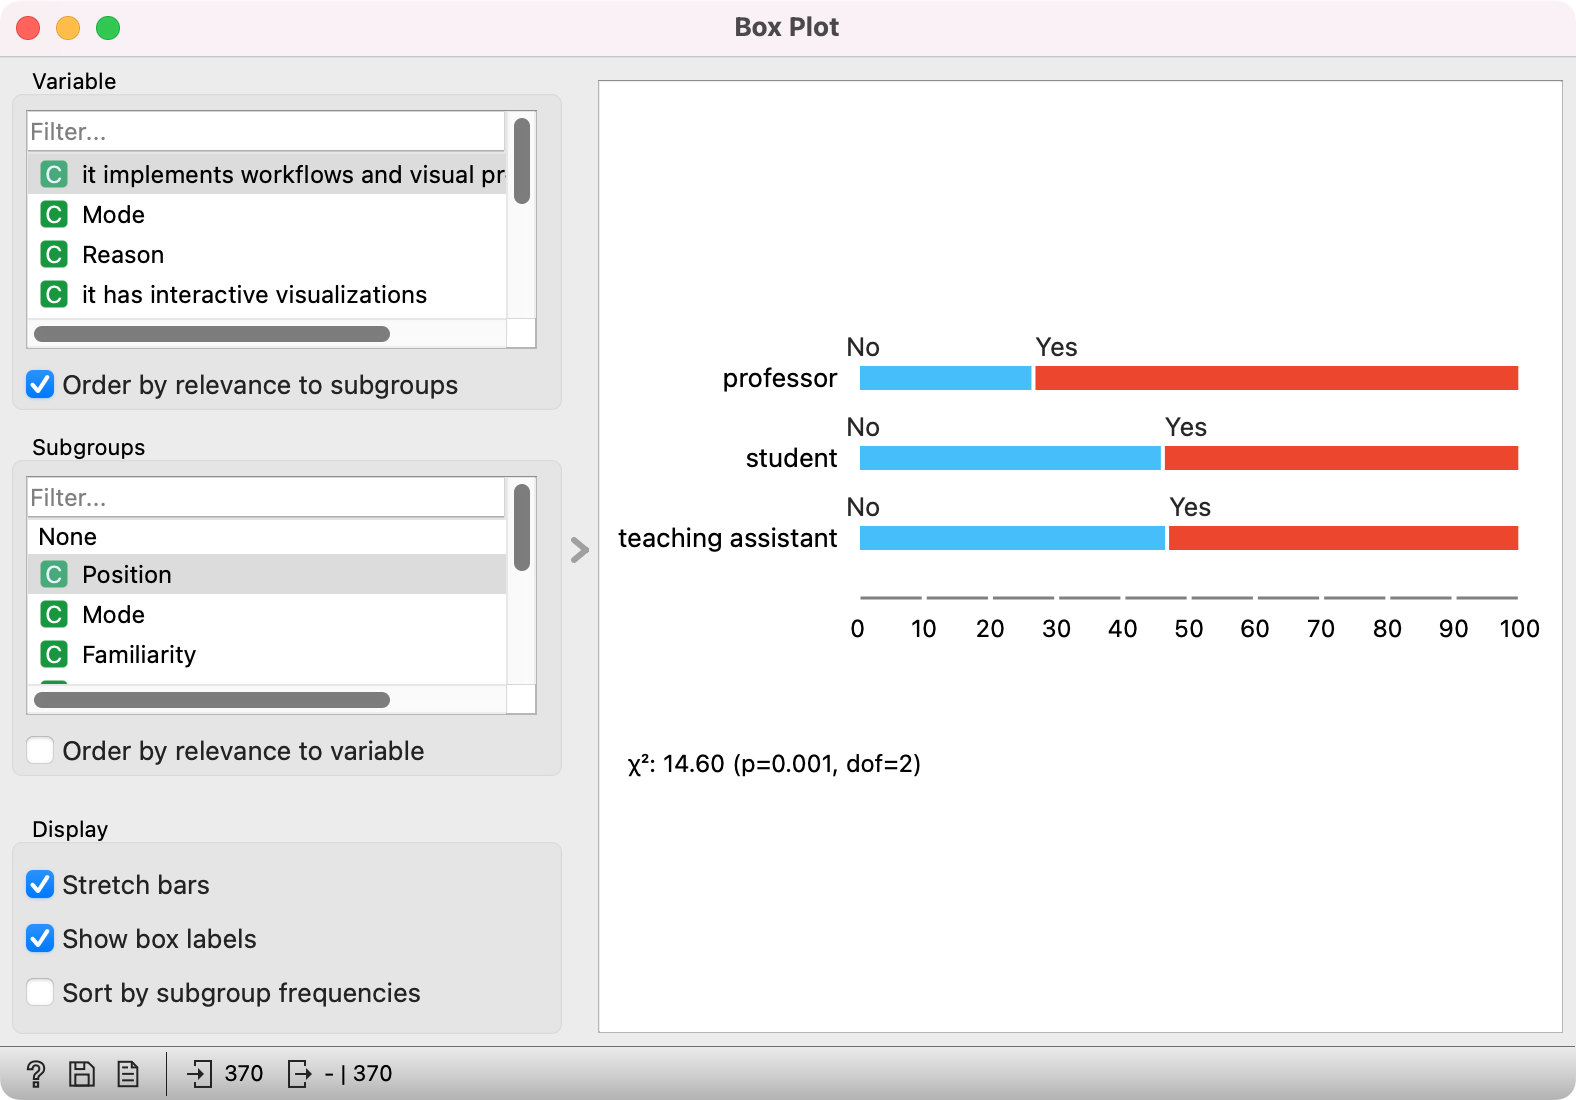 Box Plot
Variable
Filter...
C it implements workflows and visual pr
C Mode
C Reason
C it has interactive visualizations
Order by relevance to subgroups
Subgroups
Filter...
None
C Position
C Mode
C Familiarity
Order by relevance to variable
Display
Stretch bars
Show box labels
Sort by subgroup frequencies
No Yes
professor
No Yes
student
No Yes
teaching assistant
0 10 20 30 40 50 60 70 80 90 100
χ²: 14.60 (p=0.001, dof=2)
? 370 - | 370